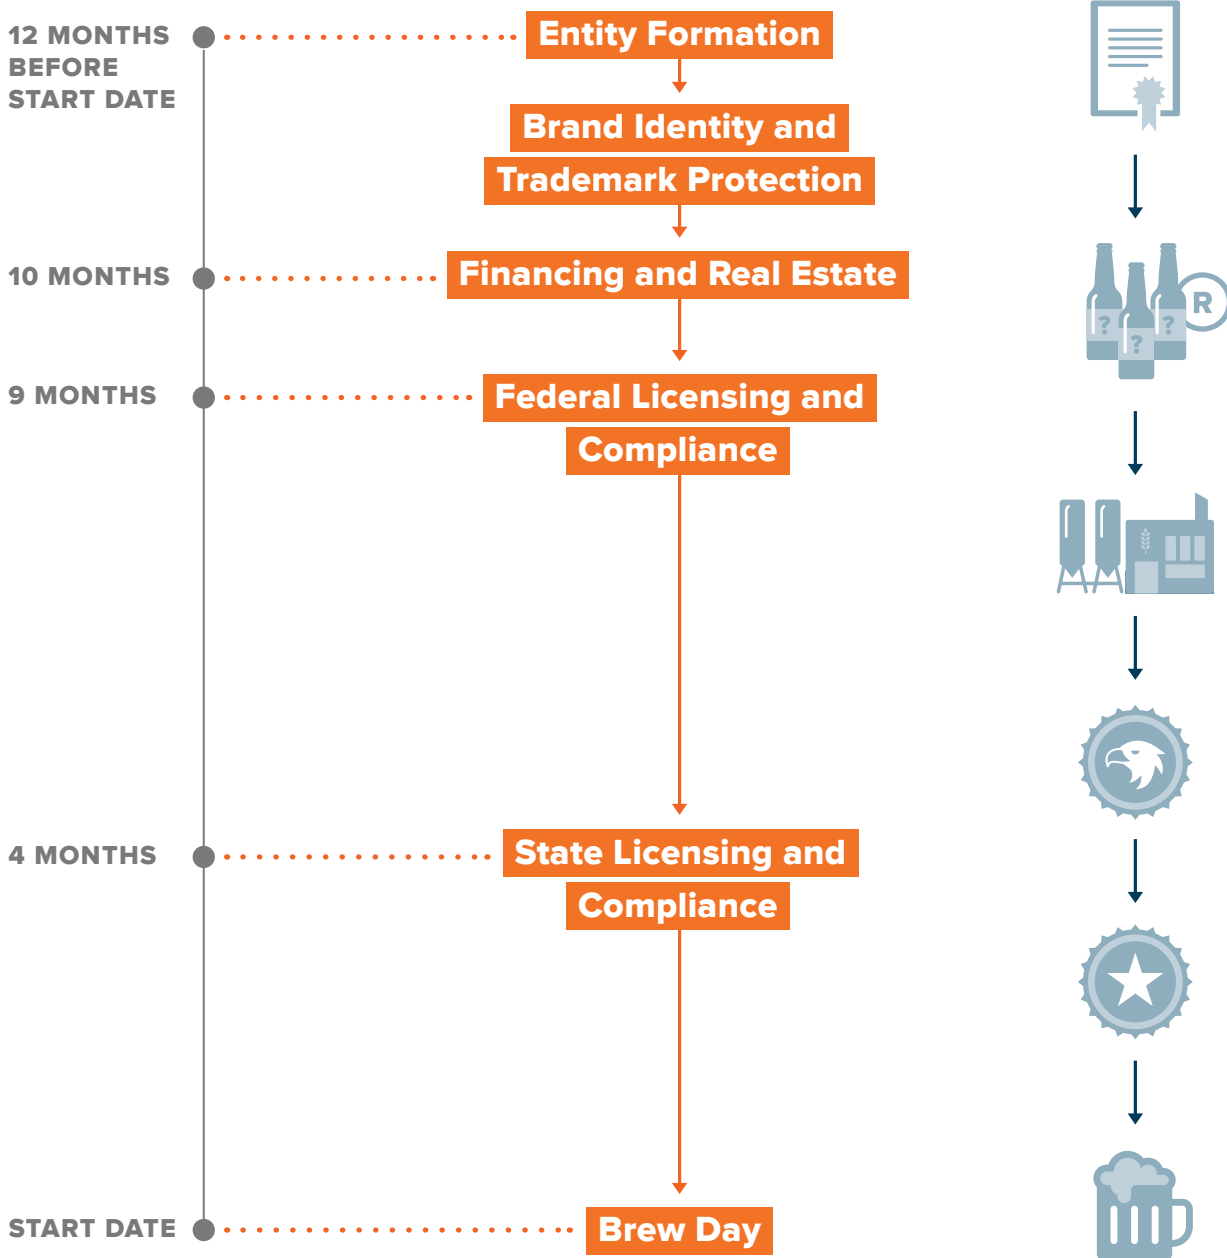 12 MONTHS
BEFORE
START DATE
Entity Formation
Brand Identity and
Trademark Protection
10 MONTHS
Financing and Real Estate
R
?
?
?
9 MONTHS
Federal Licensing and
Compliance
4 MONTHS
State Licensing and
Compliance
START DATE
Brew Day